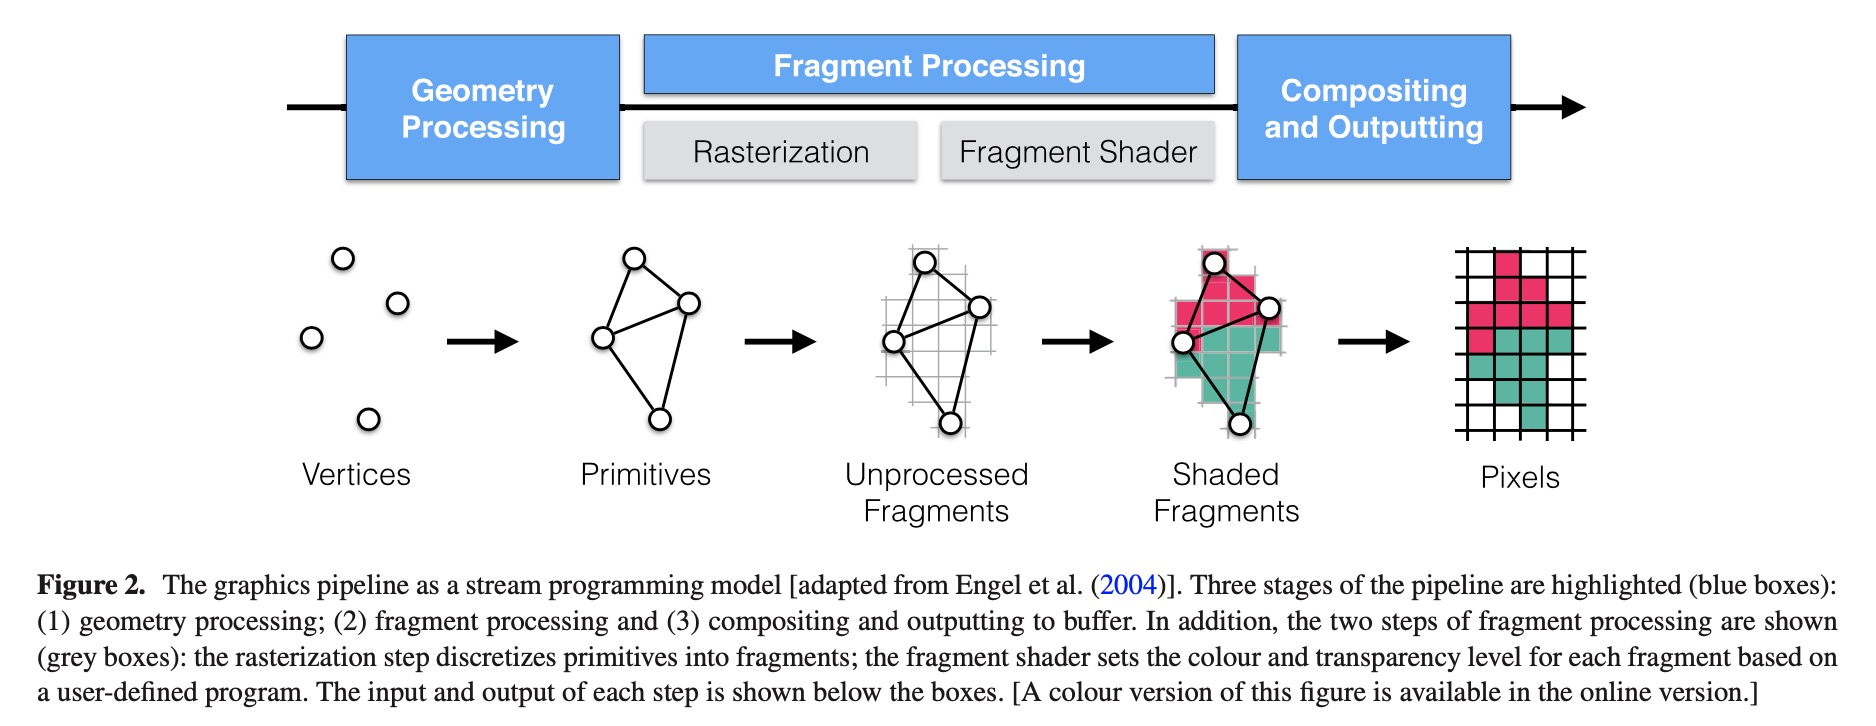 Geometry
Processing
Fragment Processing
Rasterization
Fragment Shader
Compositing
and Outputting
Vertices
Primitives
Unprocessed
Fragments
Shaded
Fragments
Pixels
Figure 2. The graphics pipeline as a stream programming model [adapted from Engel et al. (2004)]. Three stages of the pipeline are highlighted (blue boxes):
(1) geometry processing; (2) fragment processing and (3) compositing and outputting to buffer. In addition, the two steps of fragment processing are shown
(grey boxes): the rasterization step discretizes primitives into fragments; the fragment shader sets the colour and transparency level for each fragment based on
a user-defined program. The input and output of each step is shown below the boxes. [A colour version of this figure is available in the online version.]